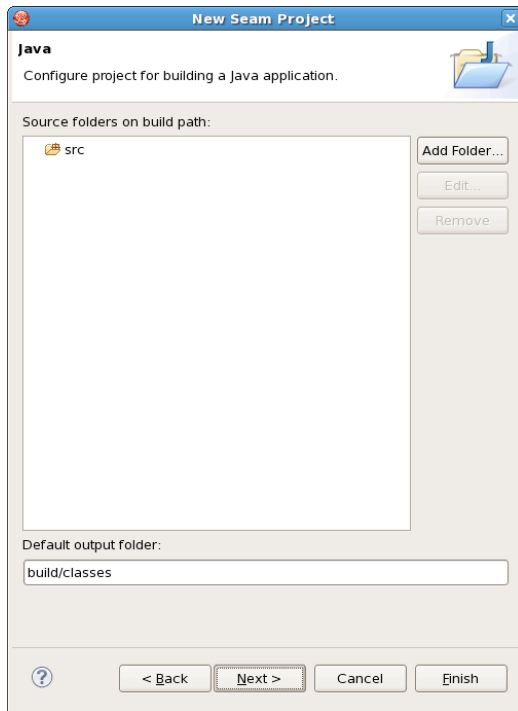 New Seam Project
Java
Configure project for building a Java application.
Source folders on build path:
src
Add Folder...
Edit...
Remove
Default output folder:
build/classes
< Back
Next >
Cancel
Finish